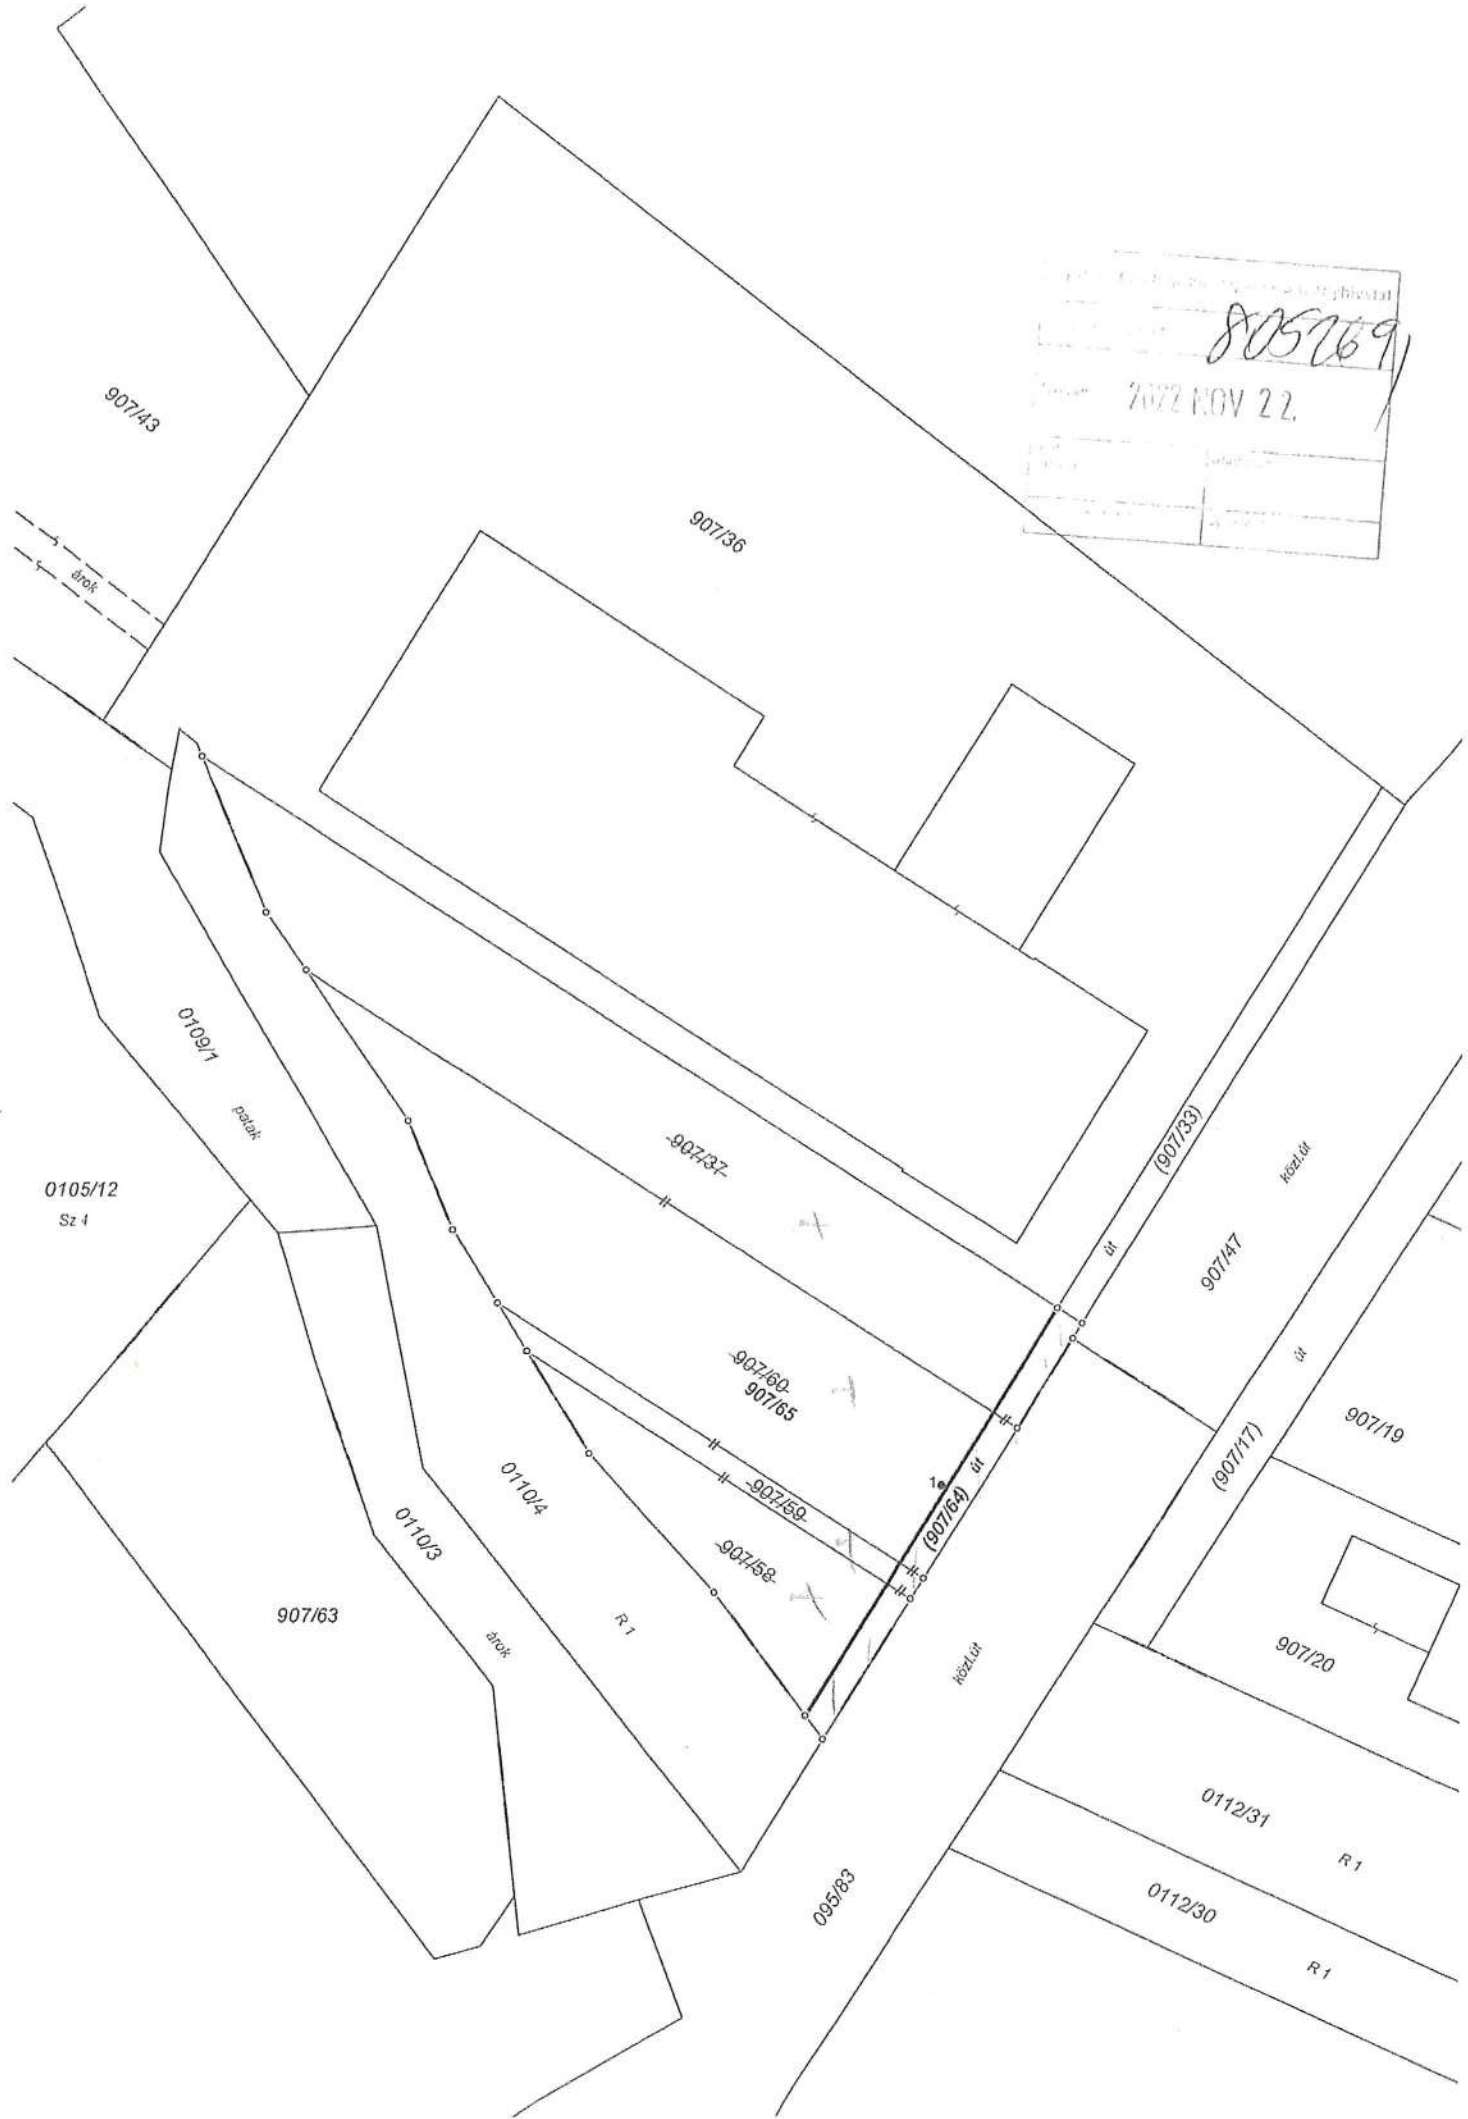 805269/
2022 NOV 22.
907/43
907/36
árok
0109/1
patak
-907/37-
(907/33)
közl.út
0105/12
Sz 4
út
907/47
út
-907/60-
907/65
907/19
(907/17)
0110/4
1
út
-907/59-
(907/64)
0110/3
-907/58-
907/63
R 1
árok
közl.út
907/20
0112/31
R 1
095/83
0112/30
R 1